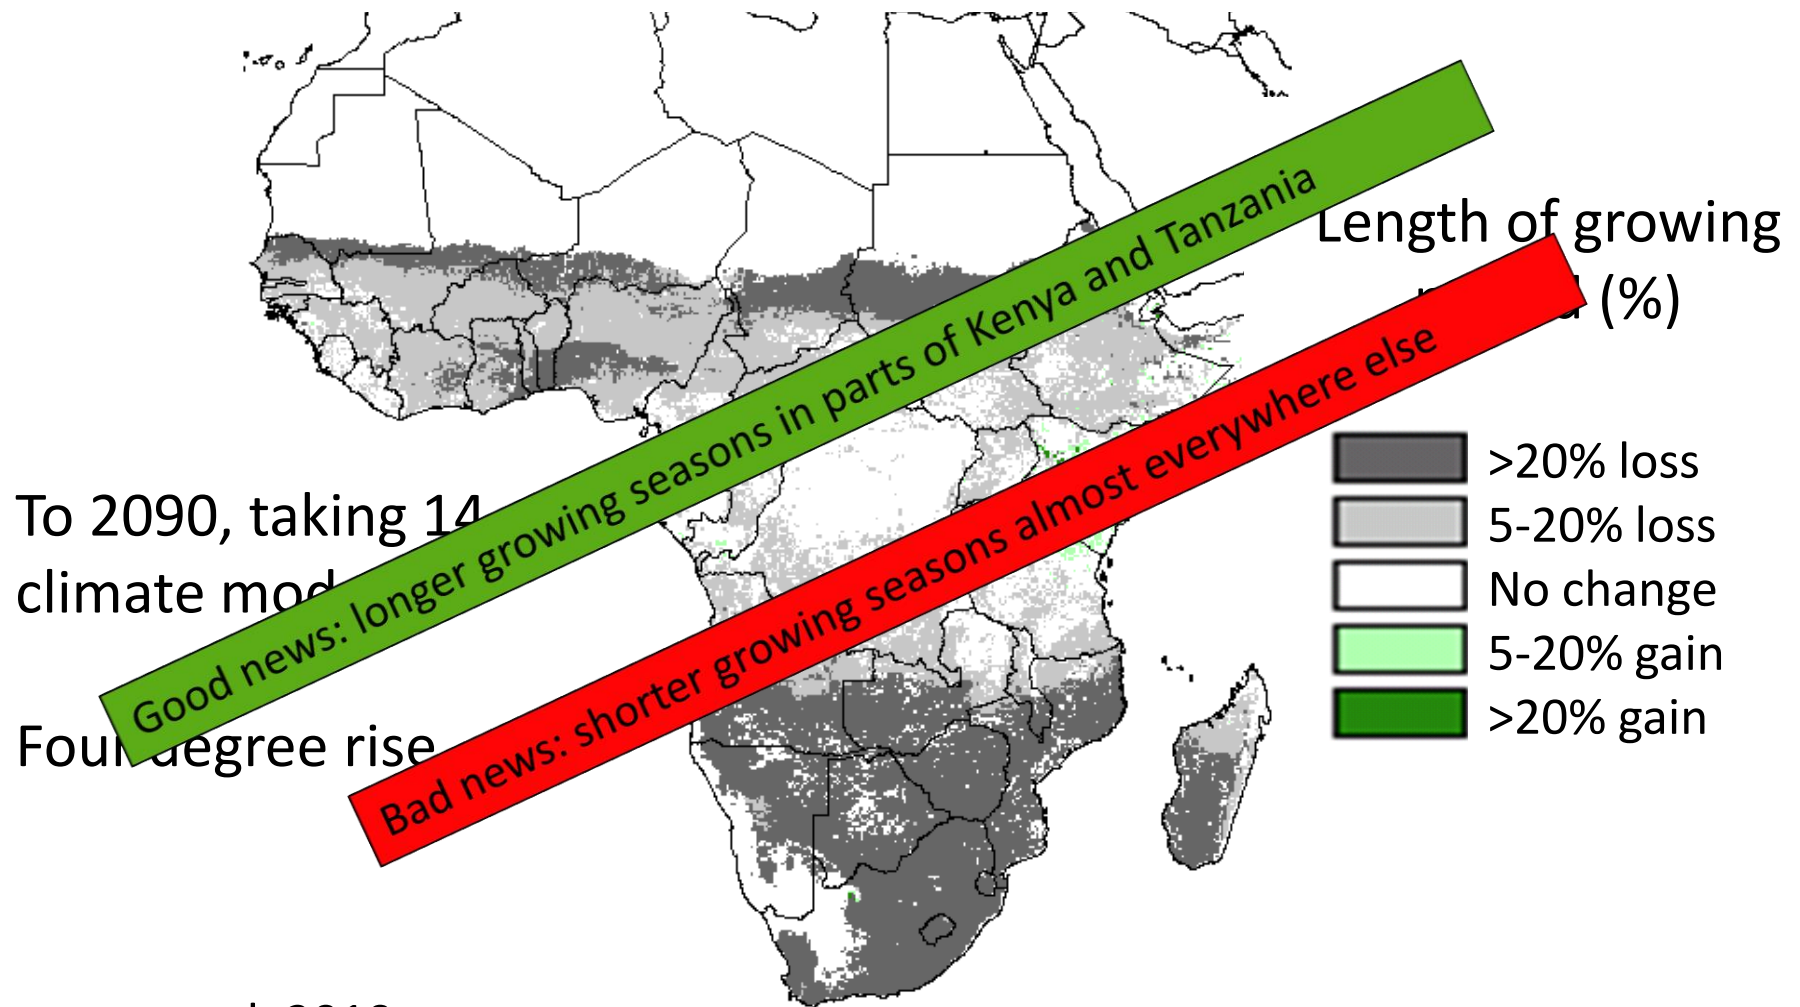 Good news: longer growing seasons in parts of Kenya and Tanzania
Bad news: shorter growing seasons almost everywhere else
Length of growing
(%)
>20% loss
5-20% loss
No change
5-20% gain
>20% gain
To 2090, taking 14
climate
Four degree rise